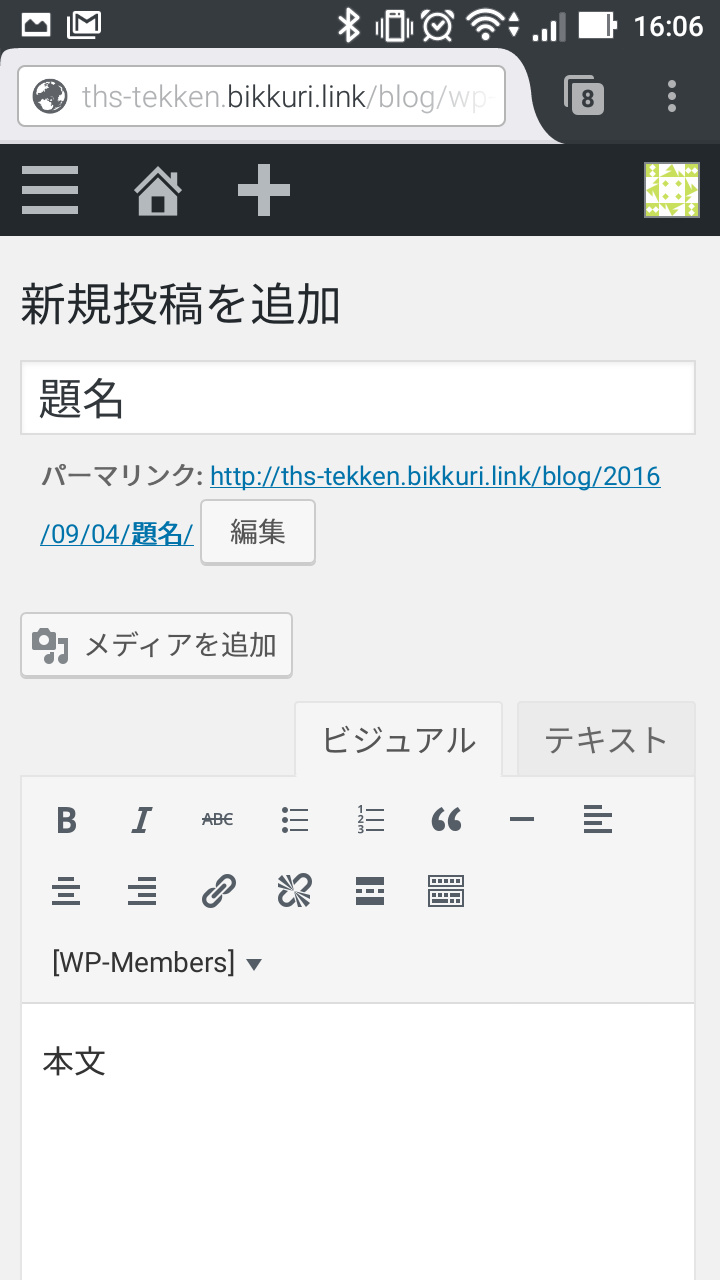 16:06
ths-tekken.bikkuri.link/blog/wp-
8
新規投稿を追加
題名
パーマリンク: http://ths-tekken.bikkuri.link/blog/2016
/09/04/題名/ 編集
メディアを追加
ビジュアル テキスト
B I ABC 1 2 3
[WP-Members]
本文